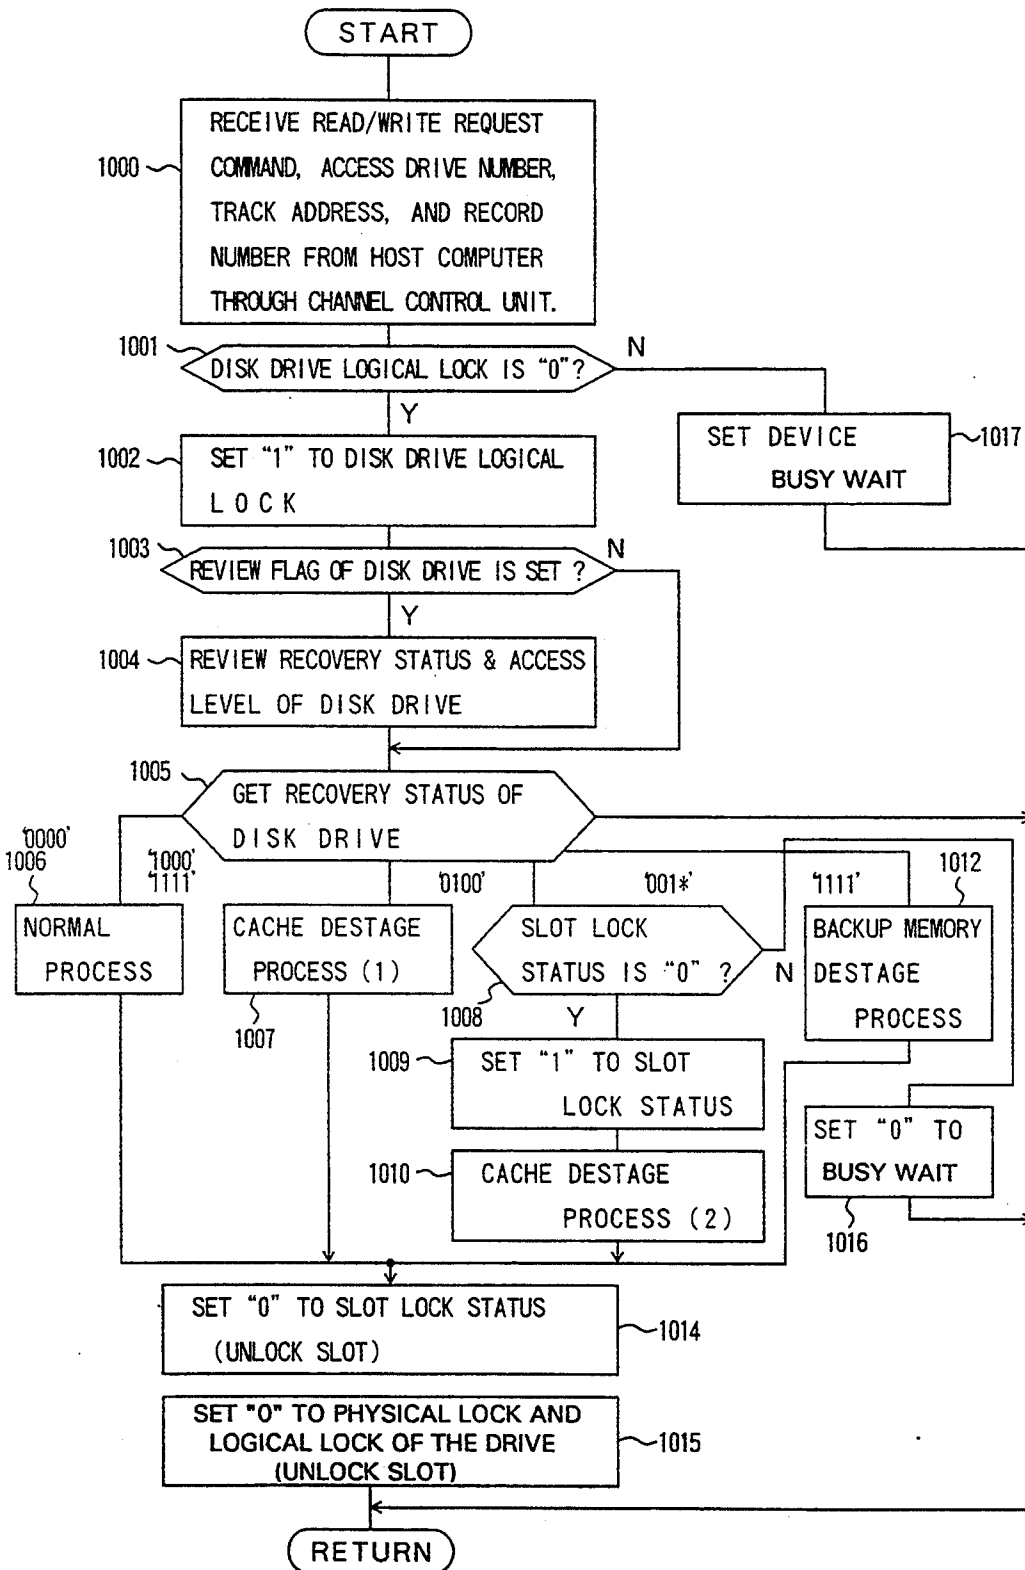 START
RECEIVE READ/WRITE REQUEST
COMMAND, ACCESS DRIVE NUMBER,
TRACK ADDRESS, AND RECORD
NUMBER FROM HOST COMPUTER
THROUGH CHANNEL CONTROL UNIT.
1000
1001
DISK DRIVE LOGICAL LOCK IS “0”?
N
Y
1002
SET “1” TO DISK DRIVE LOGICAL
LOCK
SET DEVICE
BUSY WAIT
1017
1003
REVIEW FLAG OF DISK DRIVE IS SET ?
N
Y
1004
REVIEW RECOVERY STATUS & ACCESS
LEVEL OF DISK DRIVE
1005
GET RECOVERY STATUS OF
DISK DRIVE
‘0000’
1006
‘1000’
‘1111’
‘0100’
‘001*’
‘1111’
1012
NORMAL
PROCESS
CACHE DESTAGE
PROCESS (1)
1007
SLOT LOCK
STATUS IS “0” ?
1008
N
Y
BACKUP MEMORY
DESTAGE
PROCESS
1009
SET “1” TO SLOT
LOCK STATUS
1010
CACHE DESTAGE
PROCESS (2)
SET “0” TO
BUSY WAIT
1016
SET “0” TO SLOT LOCK STATUS
(UNLOCK SLOT)
1014
SET "0" TO PHYSICAL LOCK AND
LOGICAL LOCK OF THE DRIVE
(UNLOCK SLOT)
1015
RETURN